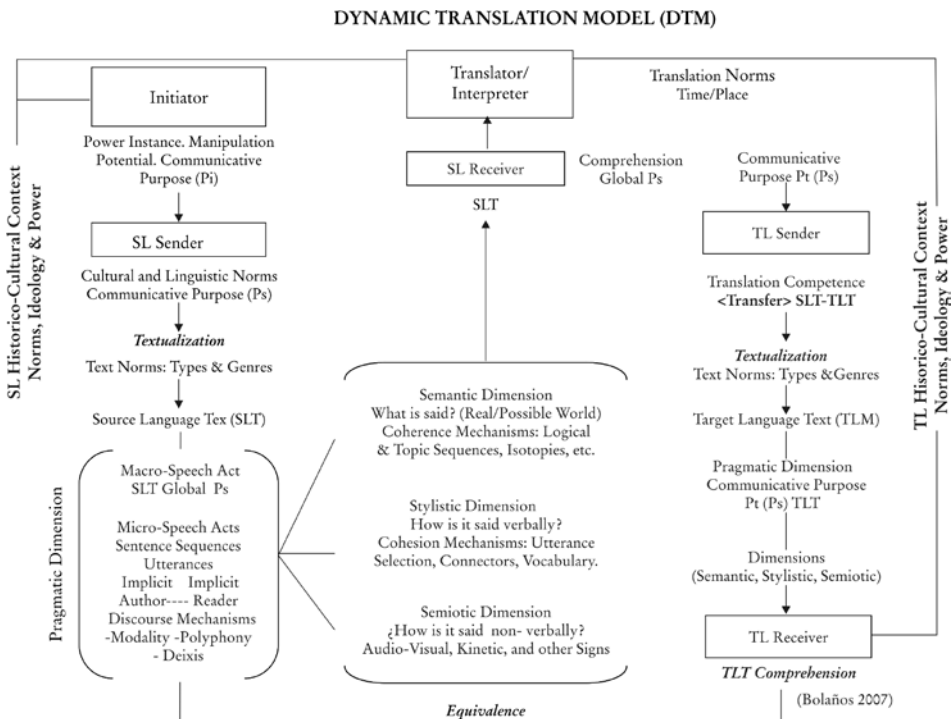 DYNAMIC TRANSLATION MODEL (DTM)
SL Historico-Cultural Context
Norms, Ideology & Power
Initiator
Power Instance. Manipulation
Potential. Communicative
Purpose (Pi)
SL Sender
Cultural and Linguistic Norms
Communicative Purpose (Ps)
Textualization
Text Norms: Types & Genres
Source Language Tex (SLT)
Pragmatic Dimension
Macro-Speech Act
SLT Global Ps
Micro-Speech Acts
Sentence Sequences
Utterances
Implicit Implicit
Author---- Reader
Discourse Mechanisms
-Modality -Polyphony
- Deixis
Translator/
Interpreter
SL Receiver
Comprehension
Global Ps
SLT
Semantic Dimension
What is said? (Real/Possible World)
Coherence Mechanisms: Logical
& Topic Sequences, Isotopies, etc.
Stylistic Dimension
How is it said verbally?
Cohesion Mechanisms: Utterance
Selection, Connectors, Vocabulary.
Semiotic Dimension
¿How is it said non- verbally?
Audio-Visual, Kinetic, and other Signs
Equivalence
Translation Norms
Time/Place
Communicative
Purpose Pt (Ps)
TL Sender
Translation Competence
<Transfer> SLT-TLT
Textualization
Text Norms: Types &Genres
Target Language Text (TLM)
Pragmatic Dimension
Communicative Purpose
Pt (Ps) TLT
Dimensions
(Semantic, Stylistic, Semiotic)
TL Receiver
TLT Comprehension
(Bolaños 2007)
TL Hisorico-Cultural Context
Norms, Ideology & Power